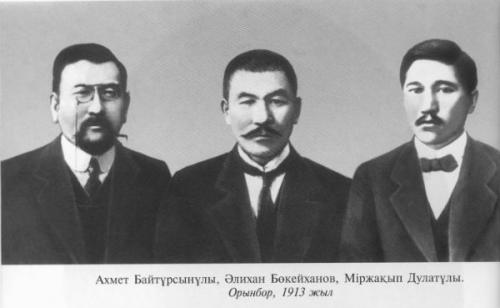 Ахмет Байтұрсынұлы, Әлихан Бөкейханов, Міржақып Дулатұлы.
Орынбор, 1913 жыл